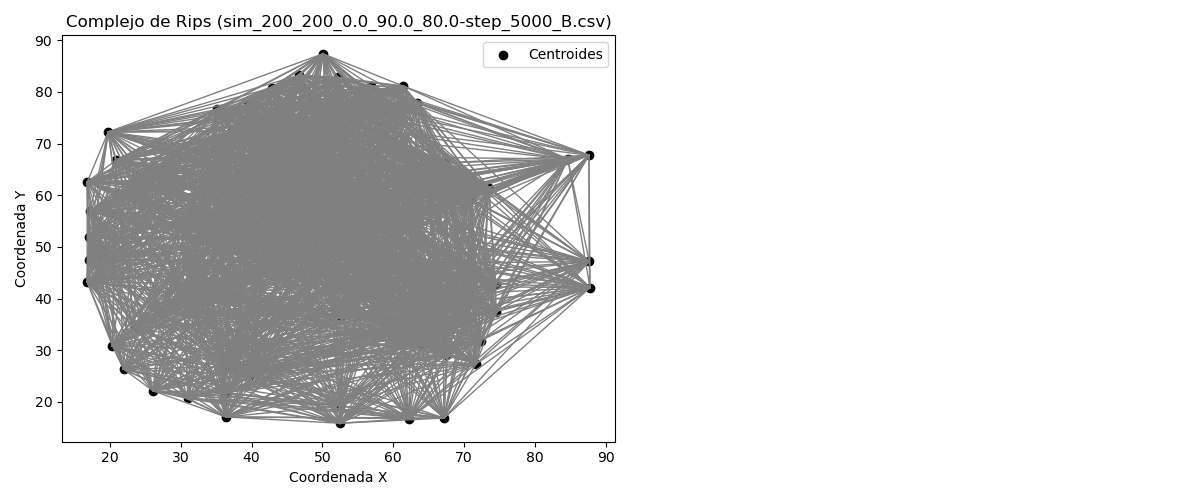 Complejo de Rips (sim_200_200_0.0_90.0_80.0-step_5000_B.csv)
Centroides
90
80
70
60
50
40
30
20
Coordenada Y
20 30 40 50 60 70 80 90
Coordenada X